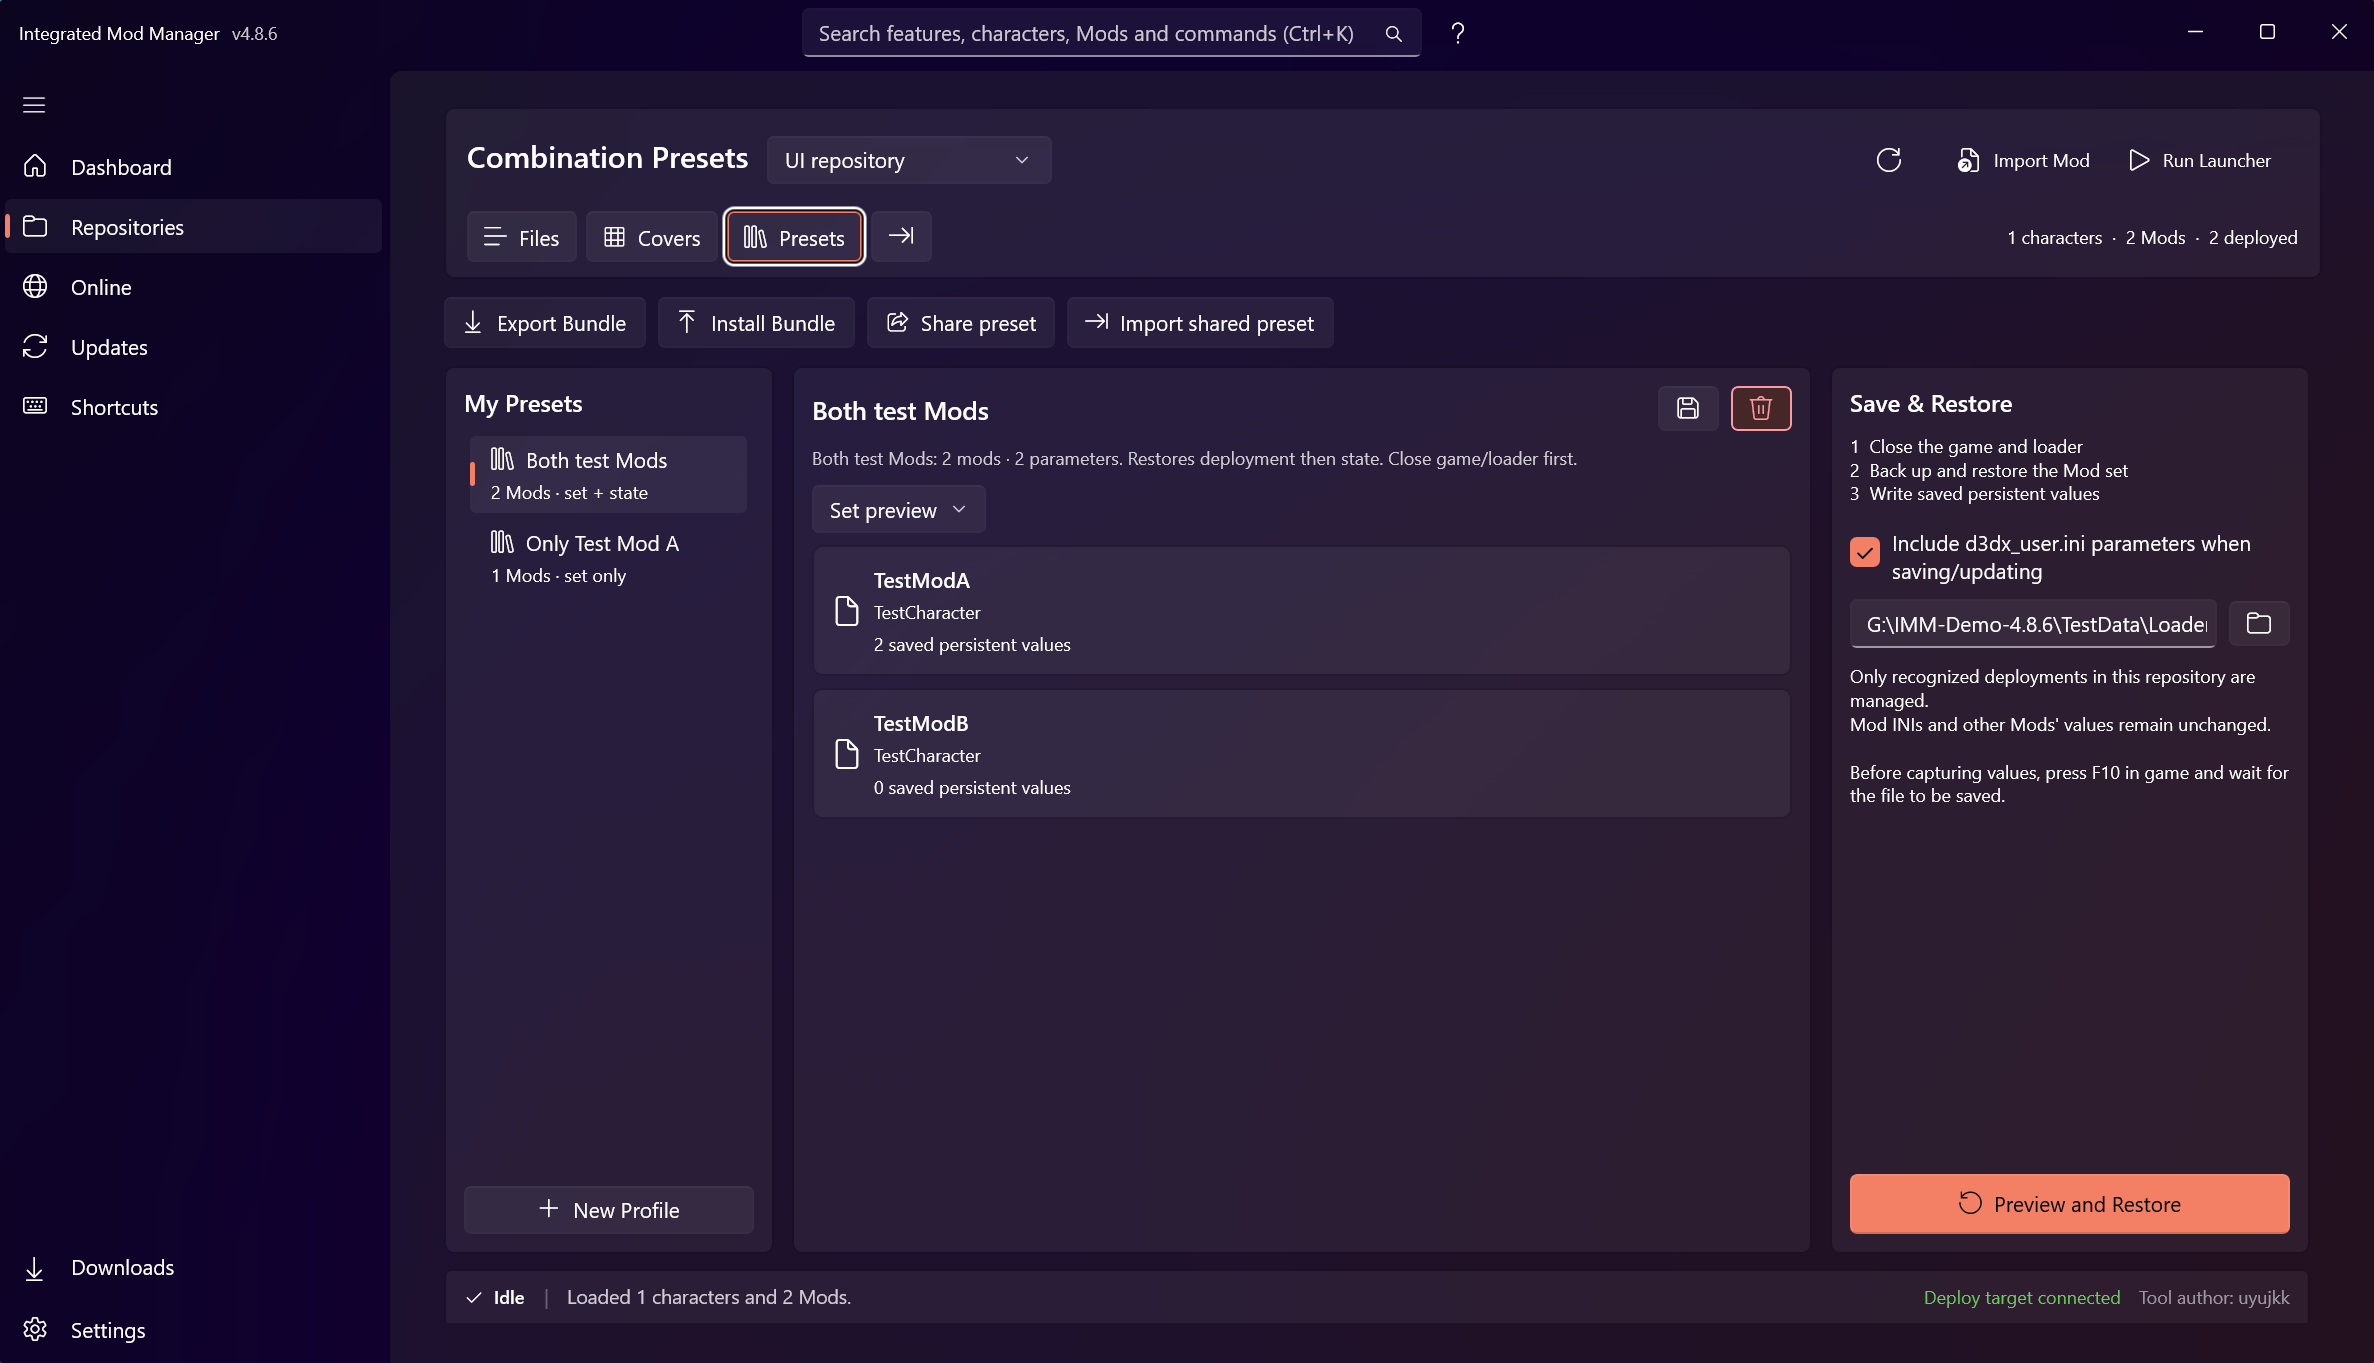 Integrated Mod Manager v4.8.6
Search features, characters, Mods and commands (Ctrl+K)
Dashboard
Repositories
Online
Updates
Shortcuts
Downloads
Settings
Combination Presets
UI repository
Import Mod
Run Launcher
Files
Covers
Presets
1 characters · 2 Mods · 2 deployed
Export Bundle
Install Bundle
Share preset
Import shared preset
My Presets
Both test Mods
2 Mods · set + state
Only Test Mod A
1 Mods · set only
New Profile
Both test Mods
Both test Mods: 2 mods · 2 parameters. Restores deployment then state. Close game/loader first.
Set preview
TestModA
TestCharacter
2 saved persistent values
TestModB
TestCharacter
0 saved persistent values
Save & Restore
1 Close the game and loader
2 Back up and restore the Mod set
3 Write saved persistent values
Include d3dx_user.ini parameters when
saving/updating
G:\IMM-Demo-4.8.6\TestData\Loader
Only recognized deployments in this repository are
managed.
Mod INIs and other Mods' values remain unchanged.
Before capturing values, press F10 in game and wait for
the file to be saved.
Preview and Restore
Idle
Loaded 1 characters and 2 Mods.
Deploy target connected
Tool author: uyujkk